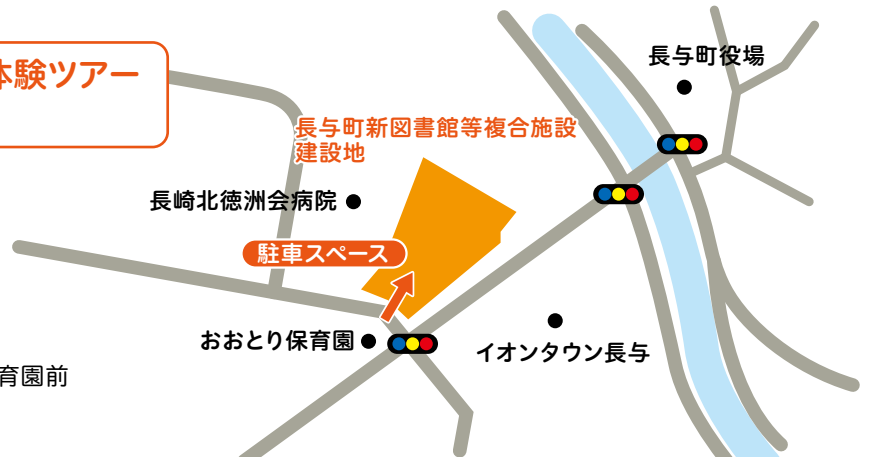 体験ツアー
長与町役場
長与町新図書館等複合施設
建設地
長崎北徳洲会病院
駐車スペース
おおとり保育園
イオンタウン長与
育園前